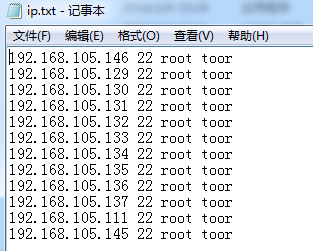 ip.txt - 记事本
文件(F) 编辑(E) 格式(O) 查看(V) 帮助(H)
192.168.105.146 22 root toor
192.168.105.129 22 root toor
192.168.105.130 22 root toor
192.168.105.131 22 root toor
192.168.105.132 22 root toor
192.168.105.133 22 root toor
192.168.105.134 22 root toor
192.168.105.135 22 root toor
192.168.105.136 22 root toor
192.168.105.137 22 root toor
192.168.105.111 22 root toor
192.168.105.145 22 root toor